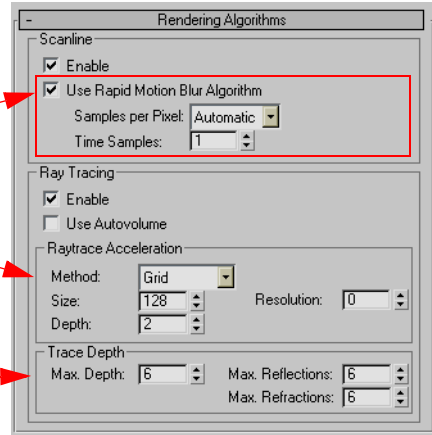 - Rendering Algorithms
Scanline
Enable
Use Rapid Motion Blur Algorithm
Samples per Pixel: Automatic
Time Samples: 1
Ray Tracing
Enable
Use Autovolume
Raytrace Acceleration
Method: Grid
Size: 128 Resolution: 0
Depth: 2
Trace Depth
Max. Depth: 6 Max. Reflections: 6
Max. Refractions: 6